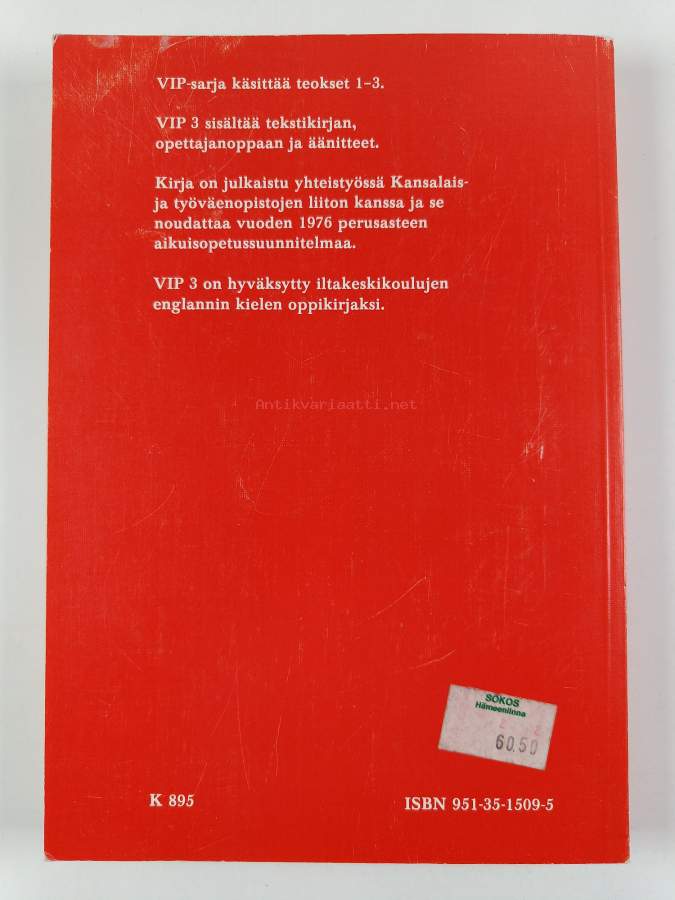 VIP-sarja käsittää teokset 1-3.
VIP 3 sisältää tekstikirjan,
opettajanoppaan ja äänitteet.
Kirja on julkaistu yhteistyössä Kansalais-
ja työväenopistojen liiton kanssa ja se
noudattaa vuoden 1976 perusasteen
aikuisopetussuunnitelmaa.
VIP 3 on hyväksytty iltakeskikoulujen
englannin kielen oppikirjaksi.
Antikvariaatti.net
SOKOS
Hämeenlinna
60.50
K 895
ISBN 951-35-1509-5